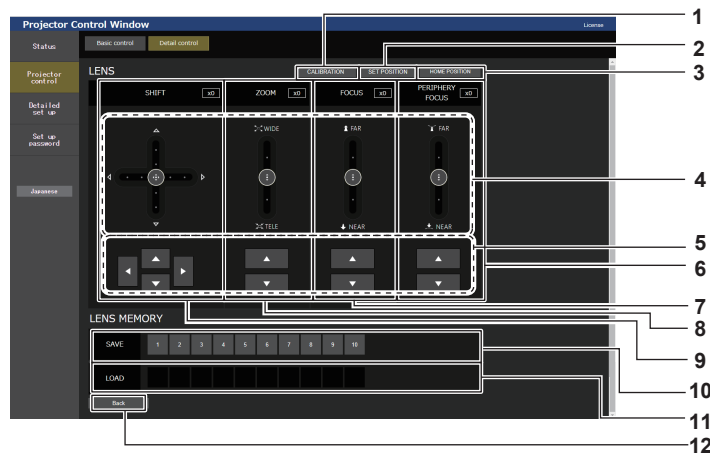 Projector Control Window
License
1
Status
Basic control
Detail control
2
LENS
CALIBRATION
SET POSITION
HOME POSITION
3
Projector
control
SHIFT
x0
ZOOM
x0
FOCUS
x0
PERIPHERY
FOCUS
x0
Detailed
set up
WIDE
FAR
FAR
Set up
password
4
Japanese
TELE
NEAR
NEAR
5
6
7
8
LENS MEMORY
9
SAVE
1
2
3
4
5
6
7
8
9
10
10
LOAD
11
Back
12